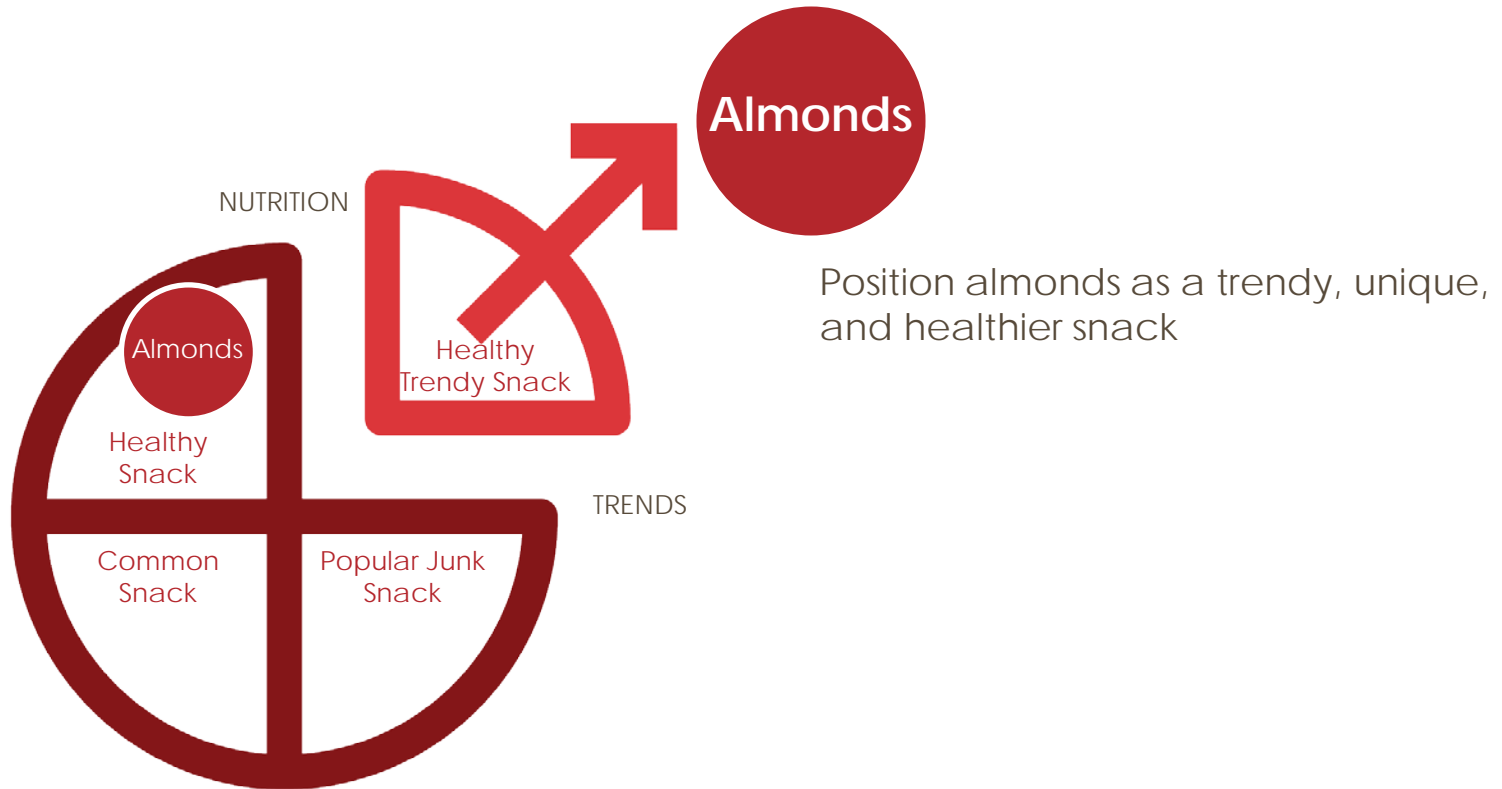 Almonds
NUTRITION
Position almonds as a trendy, unique,
and healthier snack
Almonds
Healthy
Trendy Snack
Healthy
Snack
TRENDS
Common
Snack
Popular Junk
Snack